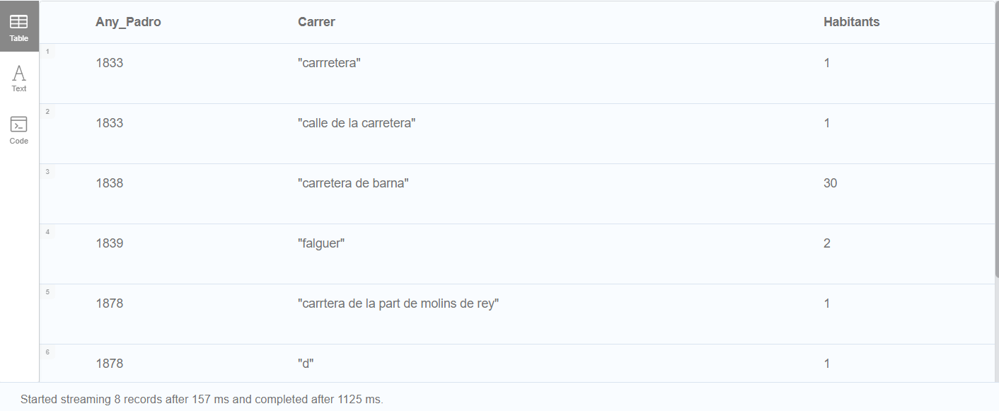 Table
Text
Code
Any_Padro Carrer Habitants
1 1833 "carrretera" 1
2 1833 "calle de la carretera" 1
3 1838 "carretera de barna" 30
4 1839 "falguer" 2
5 1878 "carrtera de la part de molins de rey" 1
6 1878 "d" 1
Started streaming 8 records after 157 ms and completed after 1125 ms.